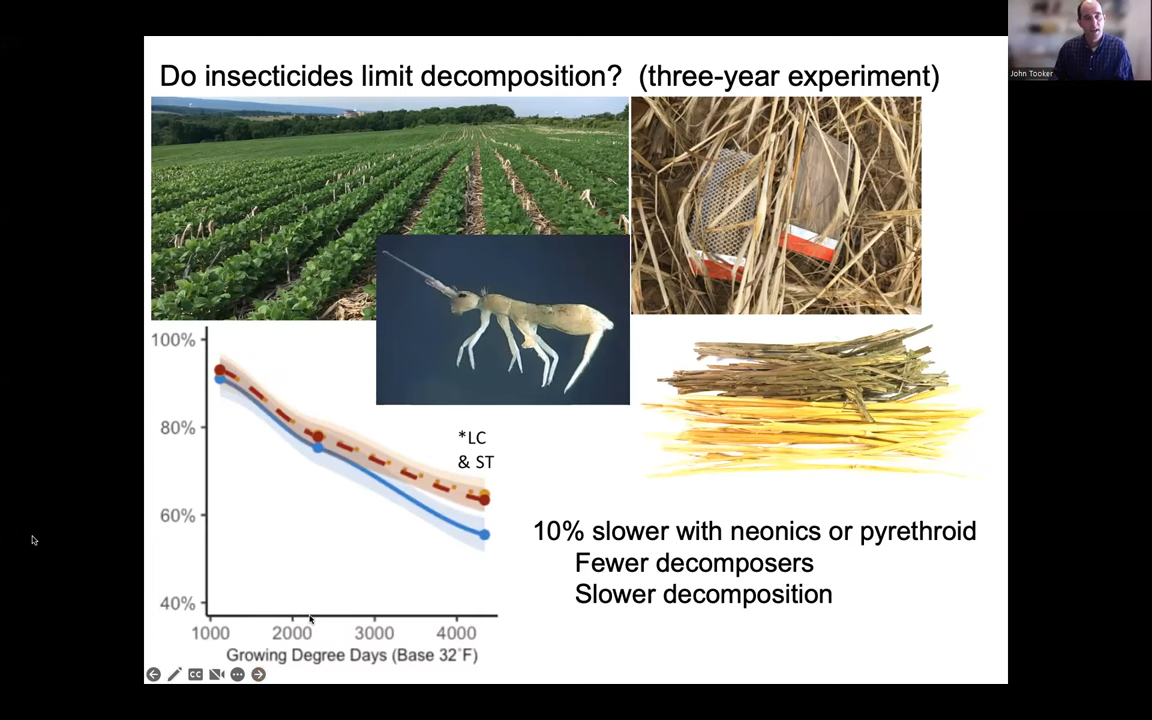 Do insecticides limit decomposition? (three-year experiment)
John Tooker
100%
80%
60%
40%
*LC
& ST
1000 2000 3000 4000
Growing Degree Days (Base 32°F)
10% slower with neonics or pyrethroid
Fewer decomposers
Slower decomposition
CC